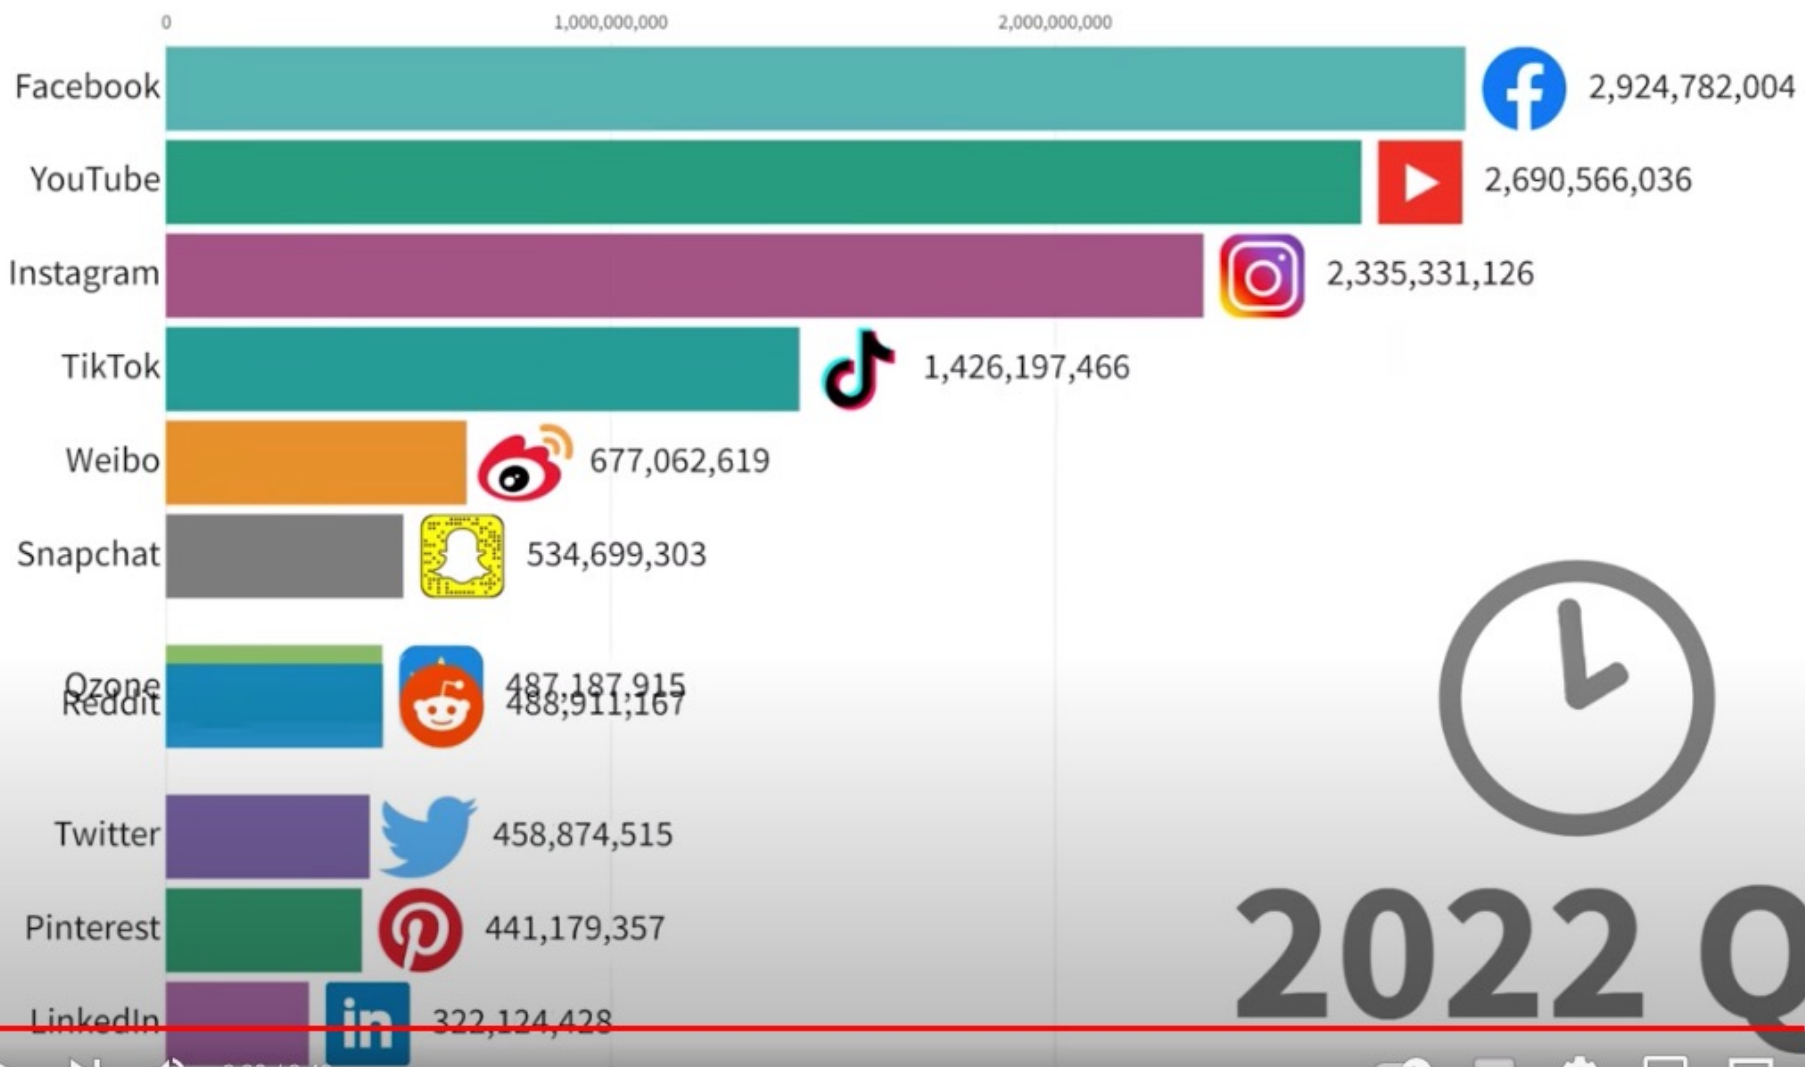 0 1,000,000,000 2,000,000,000
Facebook 2,924,782,004
YouTube 2,690,566,036
Instagram 2,335,331,126
TikTok 1,426,197,466
Weibo 677,062,619
Snapchat 534,699,303
Qzone 487,187,915
Reddit 488,911,167
Twitter 458,874,515
Pinterest 441,179,357
LinkedIn in 322,124,428
2022 Q